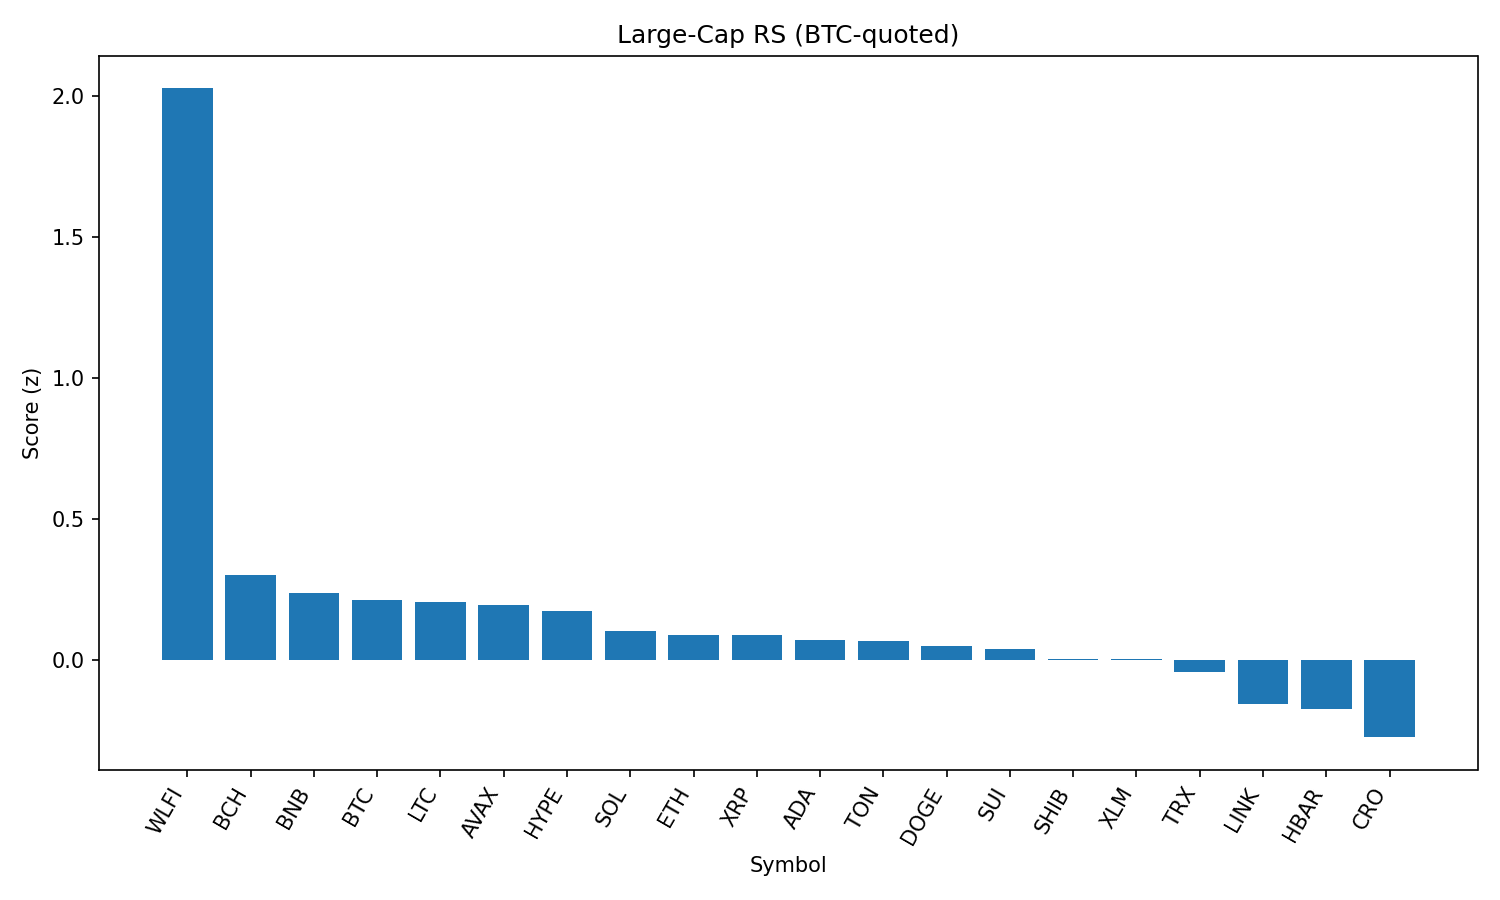 Large-Cap RS (BTC-quoted)
Score (z)
2.0
1.5
1.0
0.5
0.0
WLFI
BCH
BNB
BTC
LTC
AVAX
HYPE
SOL
ETH
XRP
ADA
TON
DOGE
SUI
SHIB
XLM
TRX
LINK
HBAR
CRO
Symbol